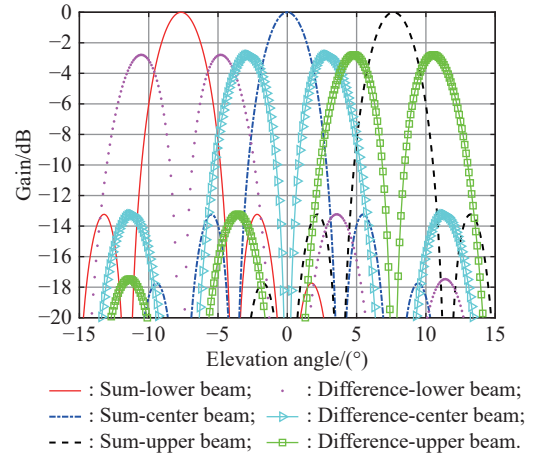 0
−2
−4
−6
−8
−10
−12
−14
−16
−18
−20
Gain/dB
−15 −10 −5 0 5 10 15
Elevation angle/(°)
: Sum-lower beam; : Difference-lower beam;
: Sum-center beam; : Difference-center beam;
: Sum-upper beam; : Difference-upper beam.